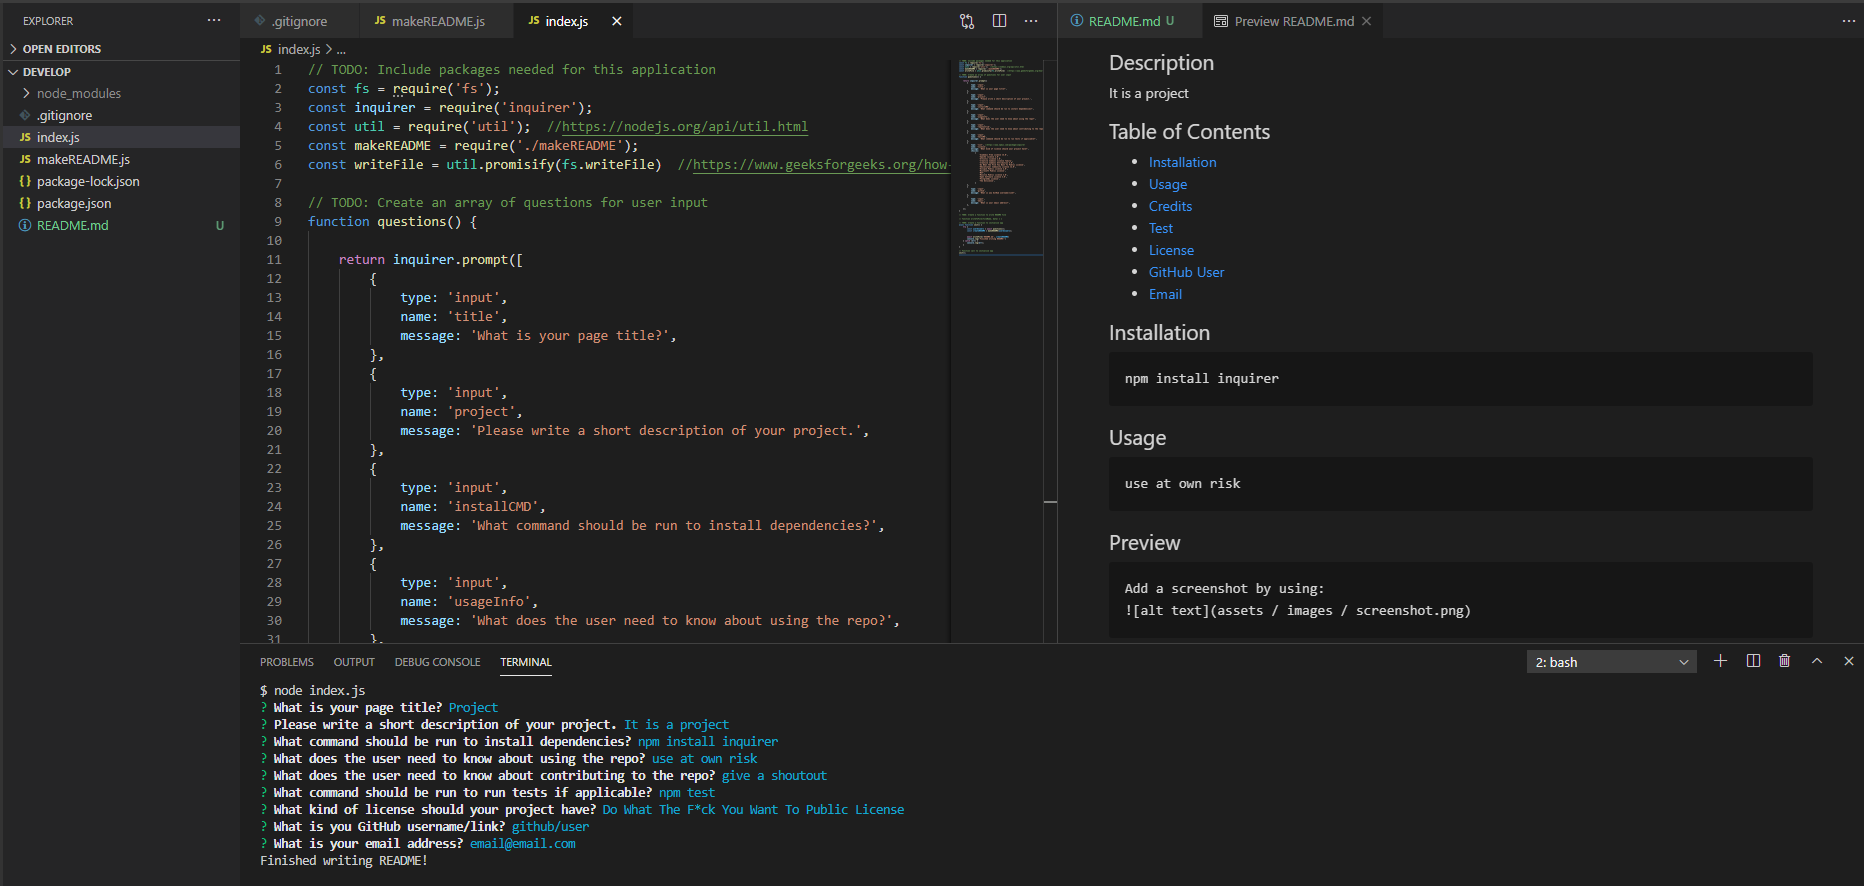 EXPLORER
OPEN EDITORS
DEVELOP
node_modules
.gitignore
JS index.js
JS makeREADME.js
{} package-lock.json
{} package.json
README.md U
.gitignore
JS makeREADME.js
JS index.js
JS index.js > ...
1 // TODO: Include packages needed for this application
2 const fs = require('fs');
3 const inquirer = require('inquirer');
4 const util = require('util');  //https://nodejs.org/api/util.html
5 const makeREADME = require('./makeREADME');
6 const writeFile = util.promisify(fs.writeFile)  //https://www.geeksforgeeks.org/how-
7
8 // TODO: Create an array of questions for user input
9 function questions() {
10
11 return inquirer.prompt([
12 {
13 type: 'input',
14 name: 'title',
15 message: 'What is your page title?',
16 },
17 {
18 type: 'input',
19 name: 'project',
20 message: 'Please write a short description of your project.',
21 },
22 {
23 type: 'input',
24 name: 'installCMD',
25 message: 'What command should be run to install dependencies?',
26 },
27 {
28 type: 'input',
29 name: 'usageInfo',
30 message: 'What does the user need to know about using the repo?',
31 },
README.md U
Preview README.md
Description
It is a project
Table of Contents
Installation
Usage
Credits
Test
License
GitHub User
Email
Installation
npm install inquirer
Usage
use at own risk
Preview
Add a screenshot by using:
![alt text](assets / images / screenshot.png)
PROBLEMS OUTPUT DEBUG CONSOLE TERMINAL
2: bash
$ node index.js
? What is your page title? Project
? Please write a short description of your project. It is a project
? What command should be run to install dependencies? npm install inquirer
? What does the user need to know about using the repo? use at own risk
? What does the user need to know about contributing to the repo? give a shoutout
? What command should be run to run tests if applicable? npm test
? What kind of license should your project have? Do What The F*ck You Want To Public License
? What is you GitHub username/link? github/user
? What is your email address? email@email.com
Finished writing README!